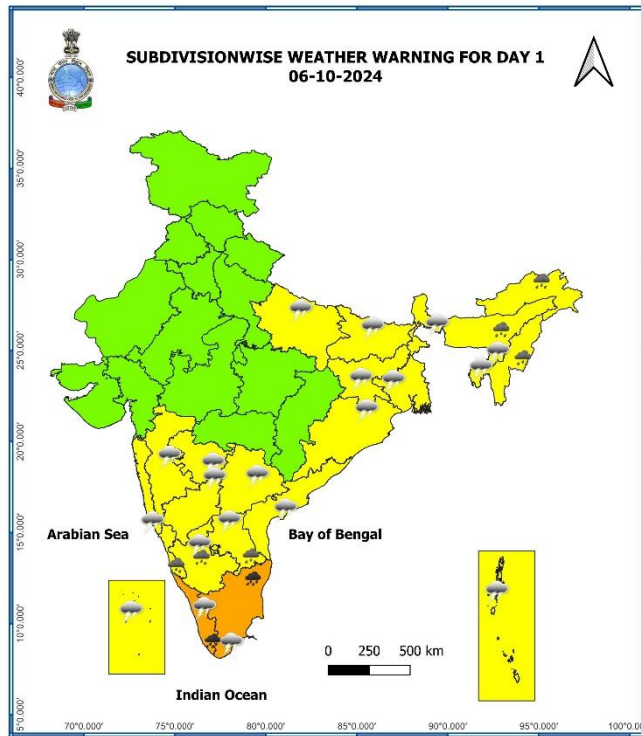 SUBDIVISIONWISE WEATHER WARNING FOR DAY 1
06-10-2024
40°0.000'
35°0.000'
30°0.000'
25°0.000'
20°0.000'
15°0.000'
10°0.000'
5°0.000'
Arabian Sea
Bay of Bengal
0 250 500 km
Indian Ocean
70°0.000' 75°0.000' 80°0.000' 85°0.000' 90°0.000' 95°0.000' 100°0.000'